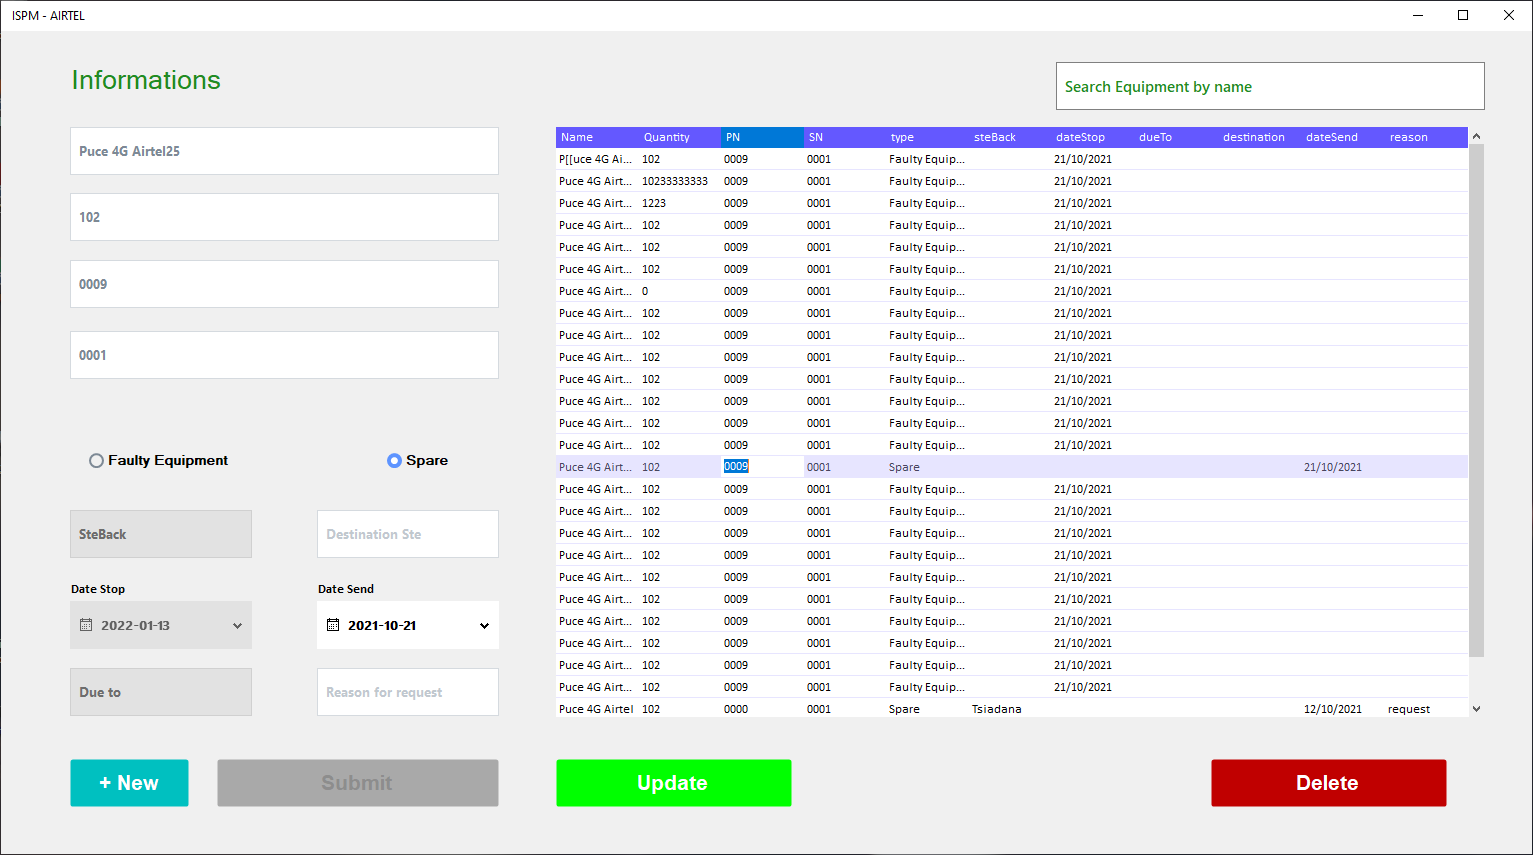 ISPM - AIRTEL
Informations
Search Equipment by name
Puce 4G Airtel25
102
0009
0001
Faulty Equipment Spare
SteBack Destination Ste
Date Stop Date Send
2022-01-13 2021-10-21
Due to Reason for request
+ New Submit
Name Quantity PN SN type steBack dateStop dueTo destination dateSend reason
P[[uce 4G Ai... 102 0009 0001 Faulty Equip... 21/10/2021
Puce 4G Airt... 10233333333 0009 0001 Faulty Equip... 21/10/2021
Puce 4G Airt... 1223 0009 0001 Faulty Equip... 21/10/2021
Puce 4G Airt... 102 0009 0001 Faulty Equip... 21/10/2021
Puce 4G Airt... 102 0009 0001 Faulty Equip... 21/10/2021
Puce 4G Airt... 102 0009 0001 Faulty Equip... 21/10/2021
Puce 4G Airt... 0 0009 0001 Faulty Equip... 21/10/2021
Puce 4G Airt... 102 0009 0001 Faulty Equip... 21/10/2021
Puce 4G Airt... 102 0009 0001 Faulty Equip... 21/10/2021
Puce 4G Airt... 102 0009 0001 Faulty Equip... 21/10/2021
Puce 4G Airt... 102 0009 0001 Faulty Equip... 21/10/2021
Puce 4G Airt... 102 0009 0001 Faulty Equip... 21/10/2021
Puce 4G Airt... 102 0009 0001 Faulty Equip... 21/10/2021
Puce 4G Airt... 102 0009 0001 Faulty Equip... 21/10/2021
Puce 4G Airt... 102 0009 0001 Spare 21/10/2021
Puce 4G Airt... 102 0009 0001 Faulty Equip... 21/10/2021
Puce 4G Airt... 102 0009 0001 Faulty Equip... 21/10/2021
Puce 4G Airt... 102 0009 0001 Faulty Equip... 21/10/2021
Puce 4G Airt... 102 0009 0001 Faulty Equip... 21/10/2021
Puce 4G Airt... 102 0009 0001 Faulty Equip... 21/10/2021
Puce 4G Airt... 102 0009 0001 Faulty Equip... 21/10/2021
Puce 4G Airt... 102 0009 0001 Faulty Equip... 21/10/2021
Puce 4G Airt... 102 0009 0001 Faulty Equip... 21/10/2021
Puce 4G Airt... 102 0009 0001 Faulty Equip... 21/10/2021
Puce 4G Airt... 102 0009 0001 Faulty Equip... 21/10/2021
Puce 4G Airtel 102 0000 0001 Spare Tsiadana 12/10/2021 request
Update Delete